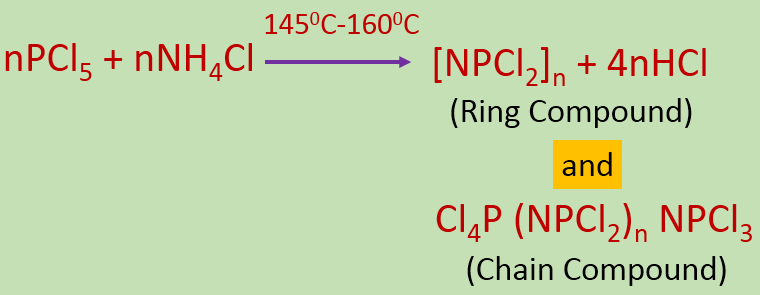 145⁰C-160⁰C
nPCl₅ + nNH₄Cl → [NPCl₂]ₙ + 4nHCl
(Ring Compound)
and
Cl₄P (NPCl₂)ₙ NPCl₃
(Chain Compound)